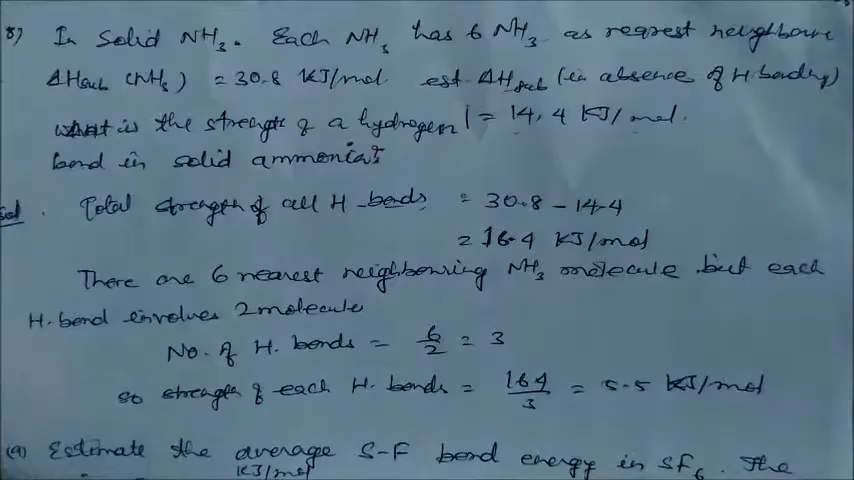 8) In Solid NH3. Each NH3 has 6 NH3 as nearest neighbour
ΔHsub (NH3) = 30.8 KJ/mol est ΔHsub (in absence of H-bonding)
what is the strength of a hydrogen | = 14.4 KJ/mol.
bond in solid ammonia?
Sol. Total strength of all H-bonds = 30.8 - 14.4
= 16.4 KJ/mol
There are 6 nearest neighbouring NH3 molecule but each
H.bond involves 2 molecule
No. of H. bonds = 6/2 = 3
so strength of each H. bonds = 164/3 = 5.5 KJ/mol
(9) Estimate the average S-F bond energy in SF6. The
KJ/mol